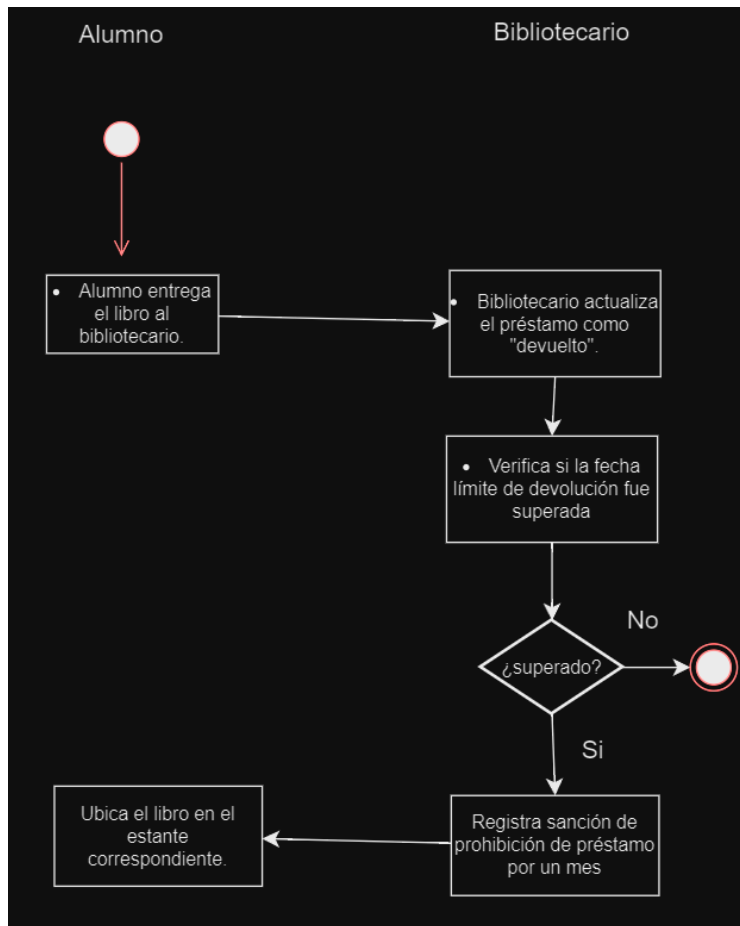 Alumno
Bibliotecario
• Alumno entrega
el libro al
bibliotecario.
• Bibliotecario actualiza
el préstamo como
"devuelto".
• Verifica si la fecha
límite de devolución fue
superada
No
¿superado?
Si
Ubica el libro en el
estante
correspondiente.
Registra sanción de
prohibición de préstamo
por un mes